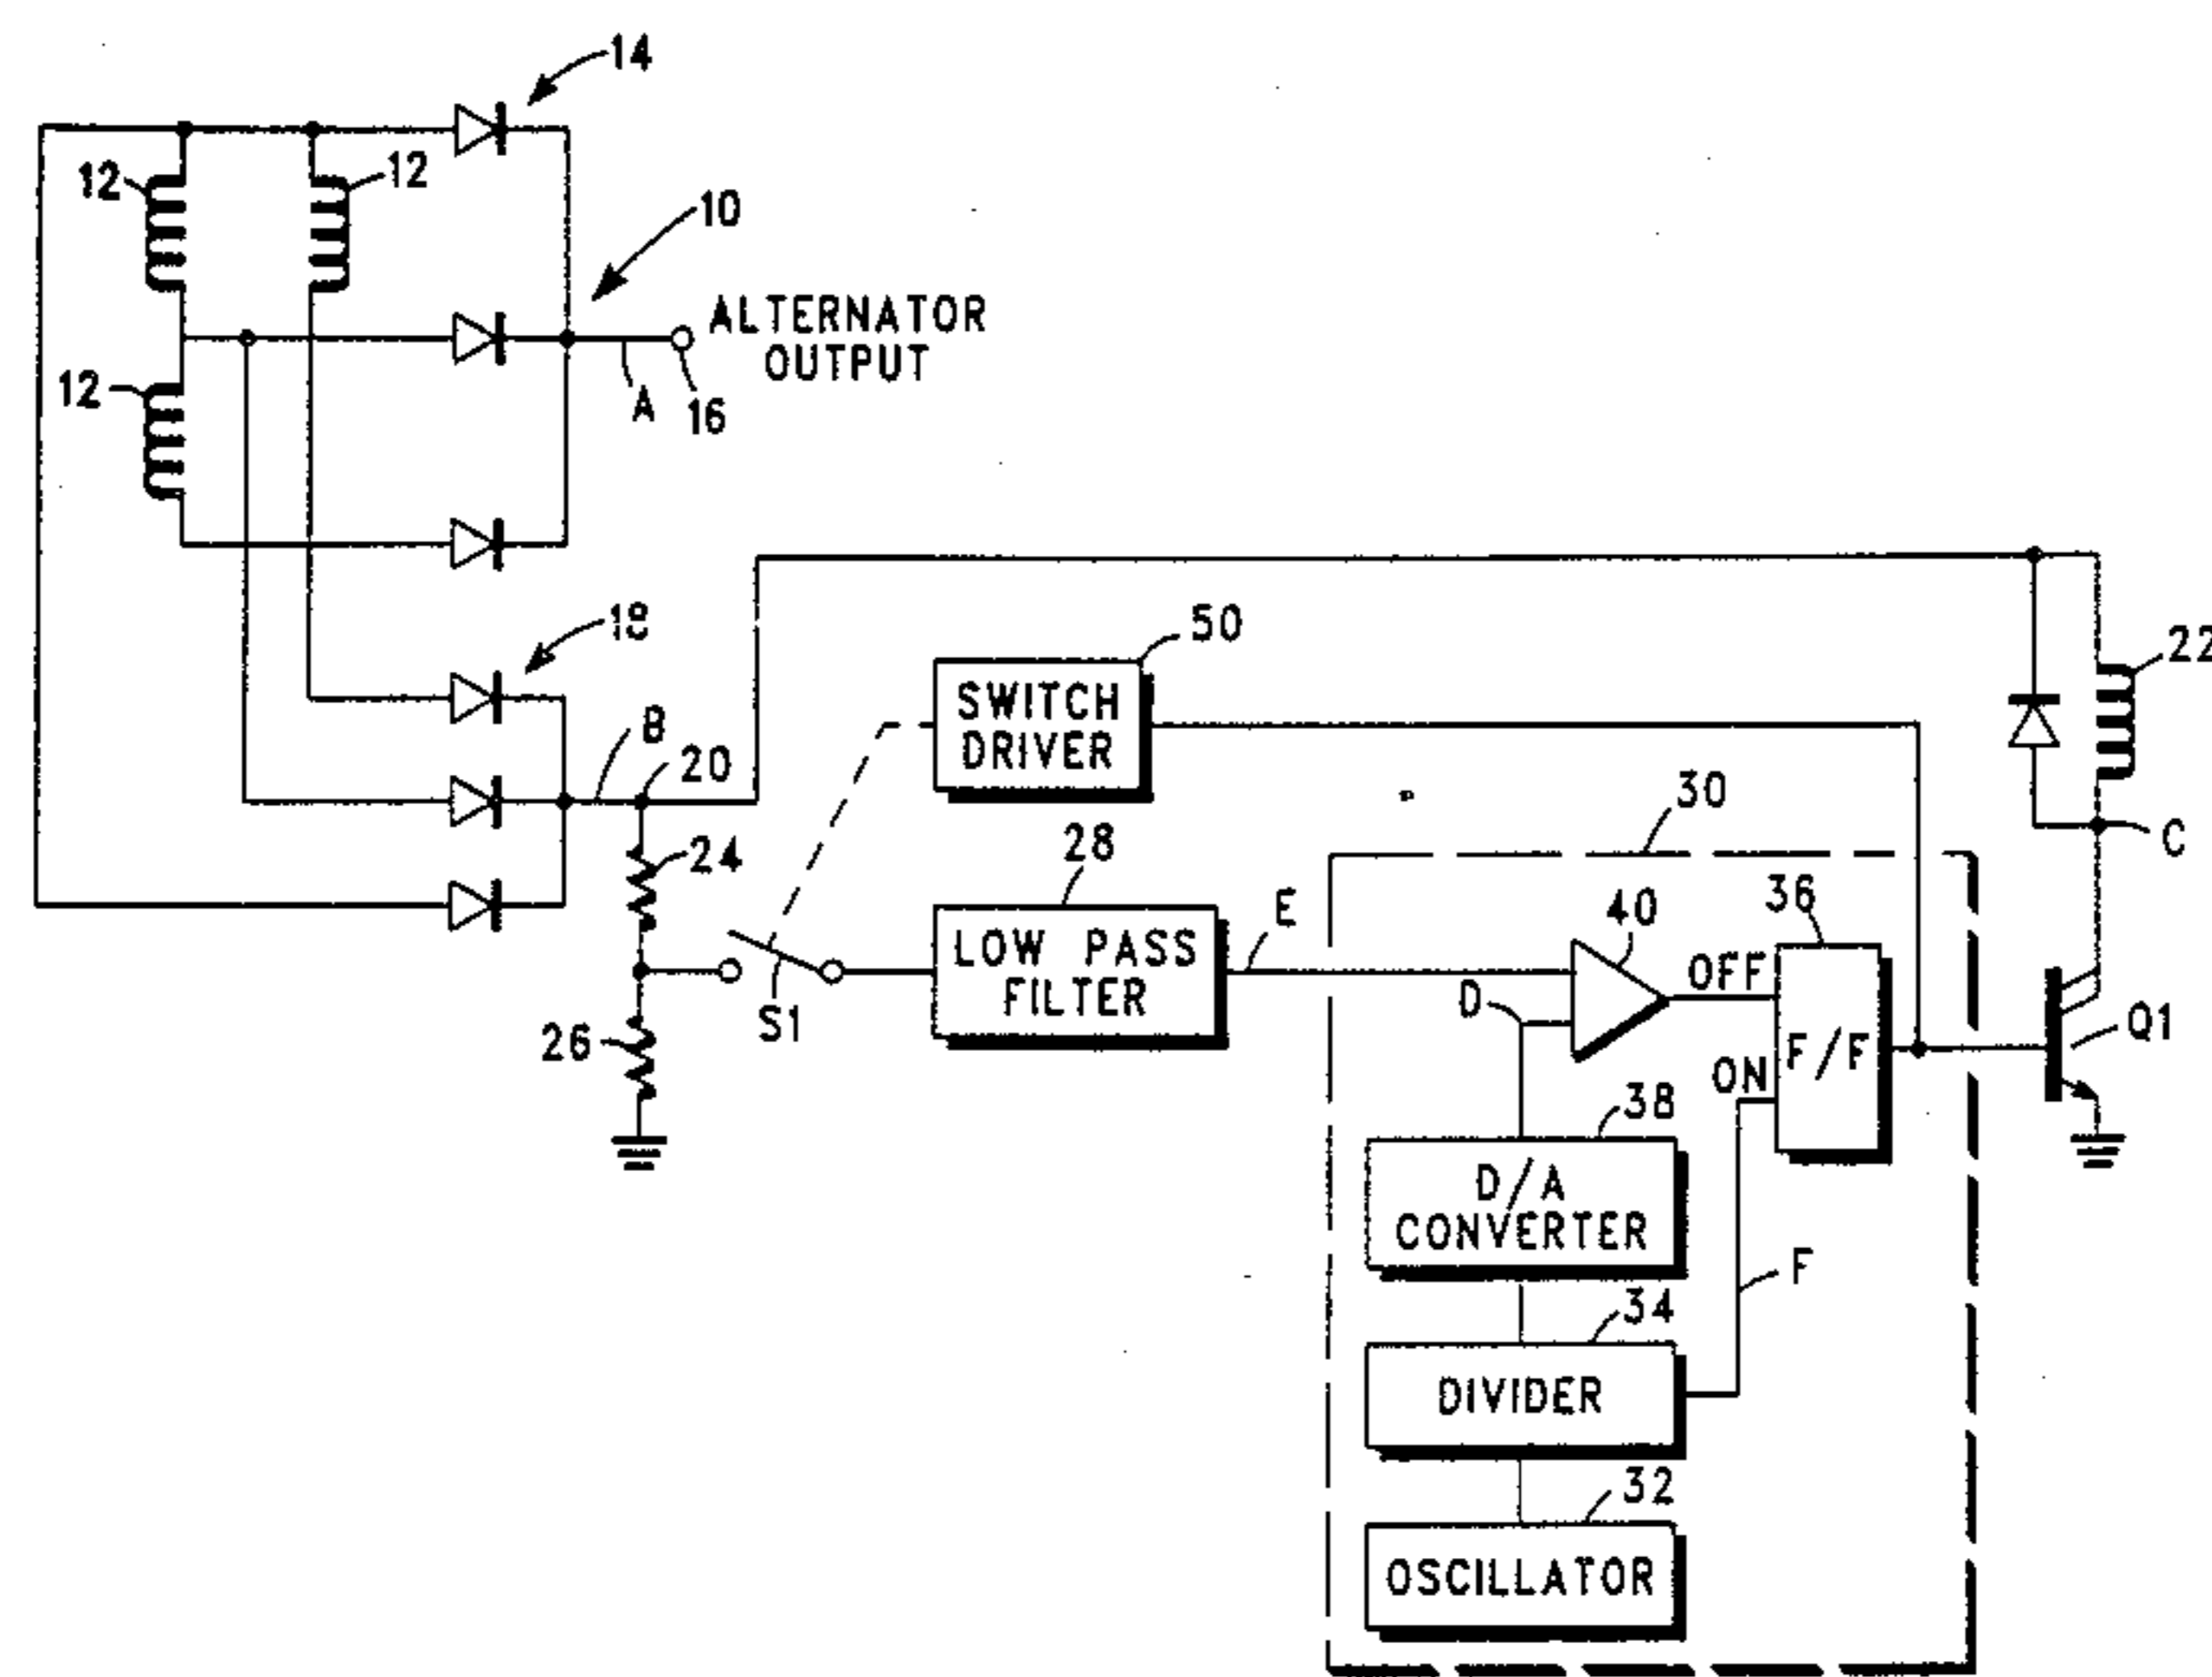 14
12
12
10
ALTERNATOR
OUTPUT
12
A
16
18
50
22
SWITCH
DRIVER
B
20
30
C
24
28
36
E
40
LOW PASS
FILTER
OFF
D
S1
Q1
26
F/F
ON
38
D/A
CONVERTER
F
34
DIVIDER
32
OSCILLATOR